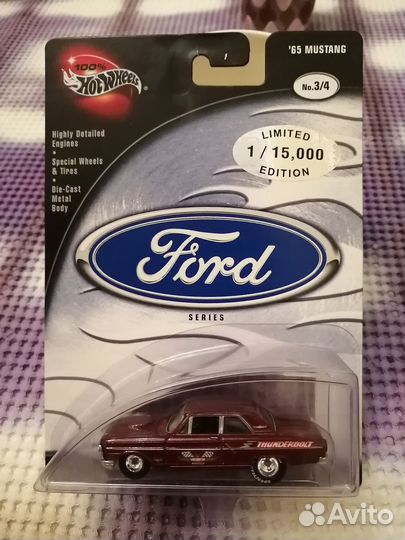 100%
HOT WHEELS
'65 MUSTANG
No.3/4
Highly Detailed
Engines
•
Special Wheels
& Tires
•
Die-Cast
Metal
Body
LIMITED
1 / 15,000
EDITION
Ford
SERIES
THUNDERBOLT
Avito